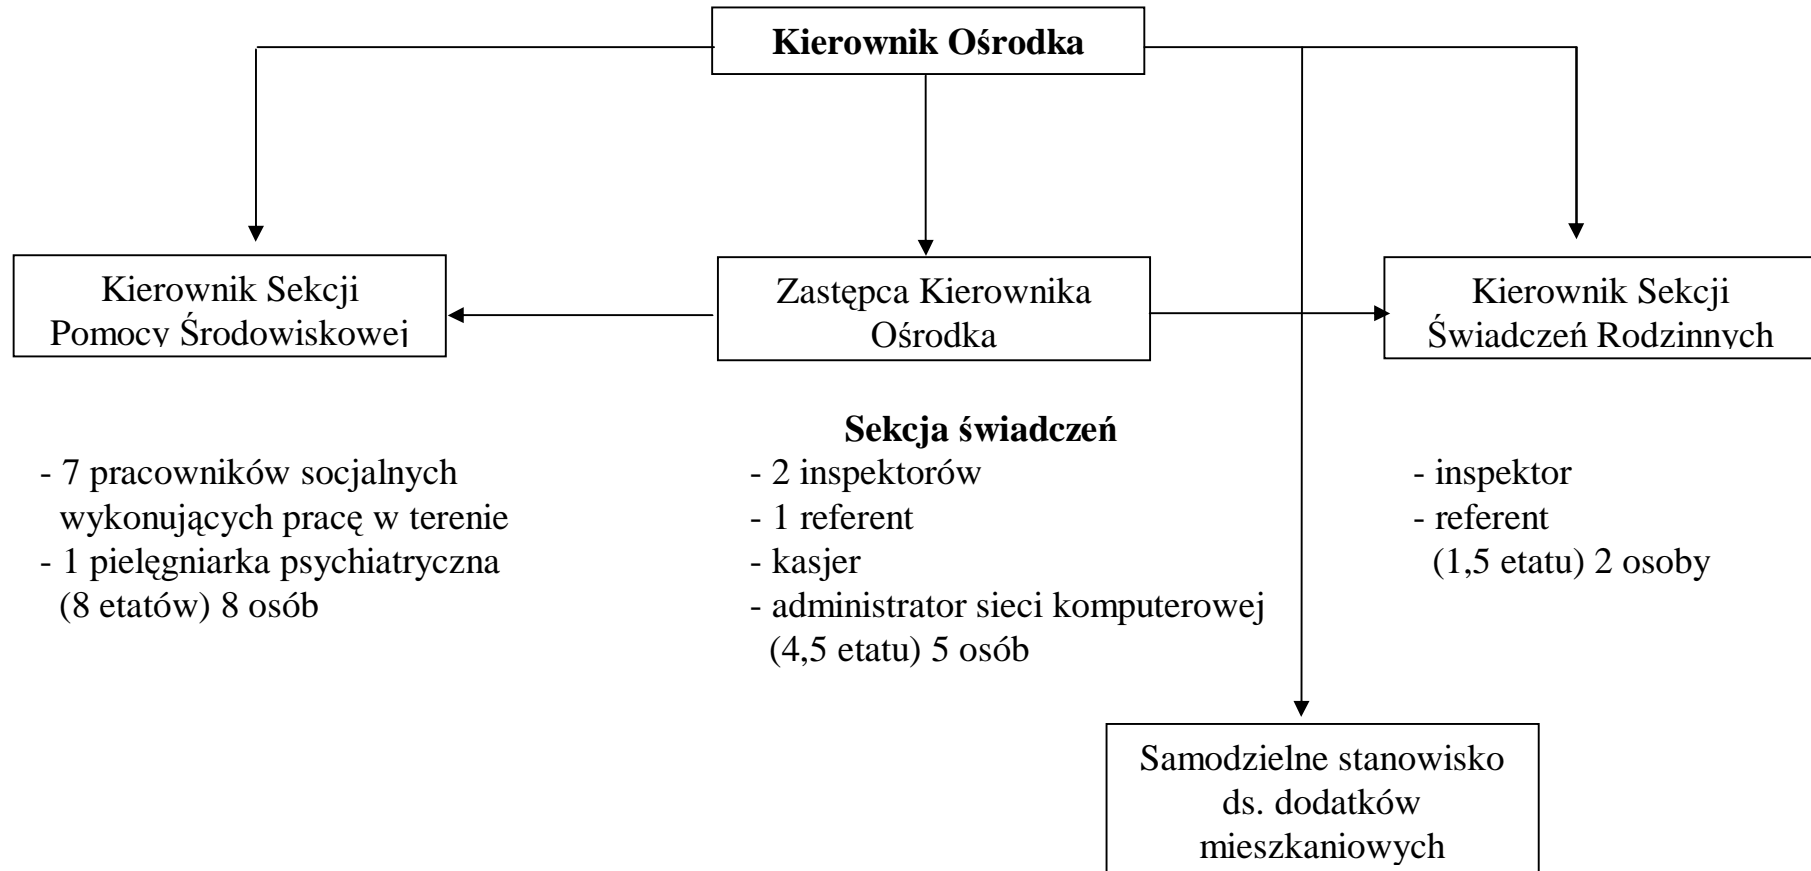 Kierownik Ośrodka
Kierownik Sekcji
Pomocy Środowiskowej
Zastępca Kierownika
Ośrodka
Kierownik Sekcji
Świadczeń Rodzinnych
- 7 pracowników socjalnych
wykonujących pracę w terenie
- 1 pielęgniarka psychiatryczna
(8 etatów) 8 osób
Sekcja świadczeń
- 2 inspektorów
- 1 referent
- kasjer
- administrator sieci komputerowej
(4,5 etatu) 5 osób
- inspektor
- referent
(1,5 etatu) 2 osoby
Samodzielne stanowisko
ds. dodatków
mieszkaniowych